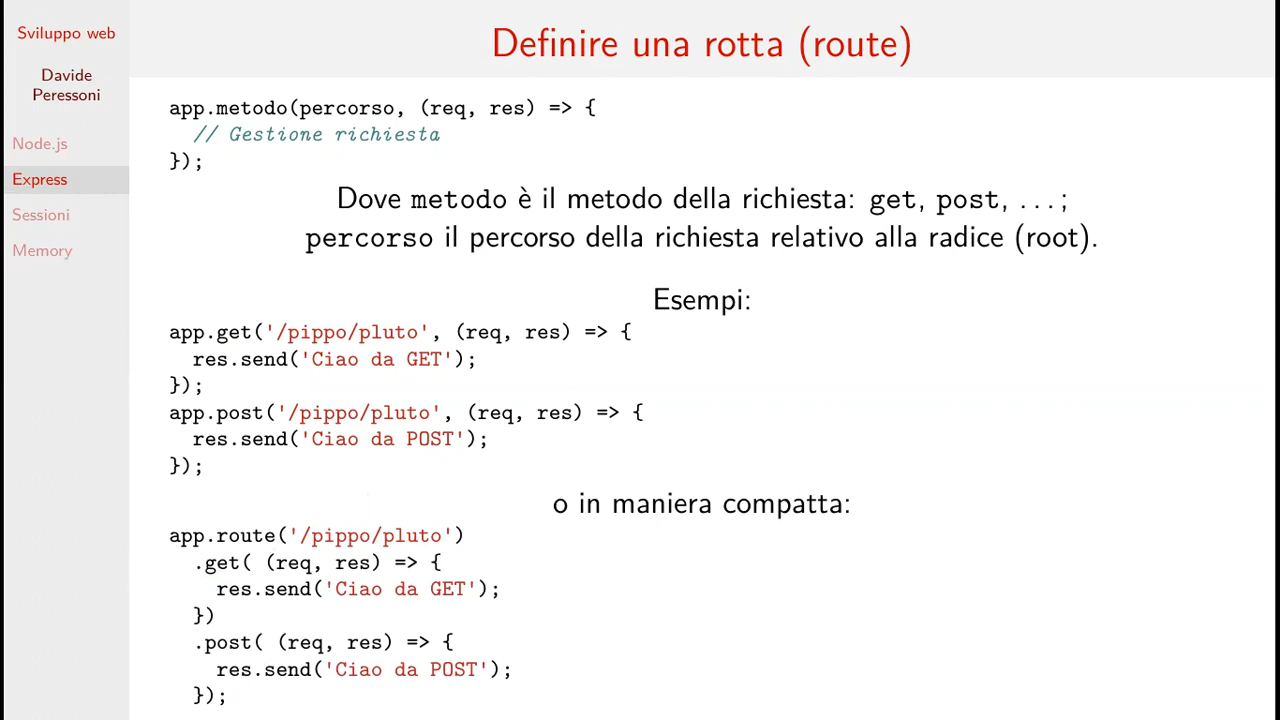 Sviluppo web
Davide
Peressoni
Node.js
Express
Sessioni
Memory
Definire una rotta (route)
app.metodo(percorso, (req, res) => {
  // Gestione richiesta
});
Dove metodo è il metodo della richiesta: get, post, ...;
percorso il percorso della richiesta relativo alla radice (root).
Esempi:
app.get('/pippo/pluto', (req, res) => {
  res.send('Ciao da GET');
});
app.post('/pippo/pluto', (req, res) => {
  res.send('Ciao da POST');
});
o in maniera compatta:
app.route('/pippo/pluto')
  .get( (req, res) => {
    res.send('Ciao da GET');
  })
  .post( (req, res) => {
    res.send('Ciao da POST');
  });